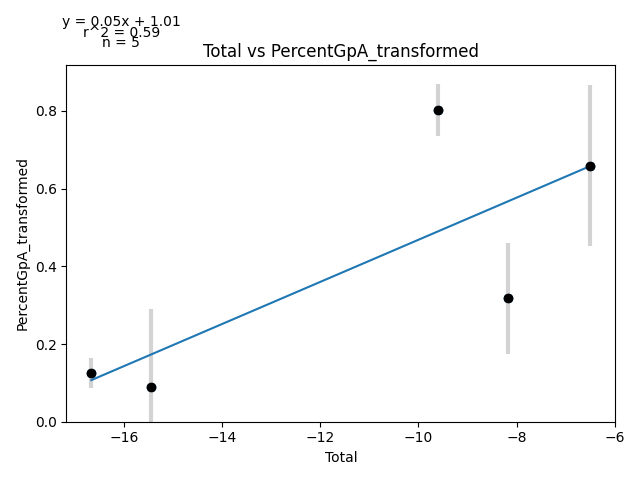 y = 0.05x + 1.01
r^2 = 0.59
n = 5
Total vs PercentGpA_transformed
PercentGpA_transformed
0.8
0.6
0.4
0.2
0.0
−16
−14
−12
−10
−8
−6
Total